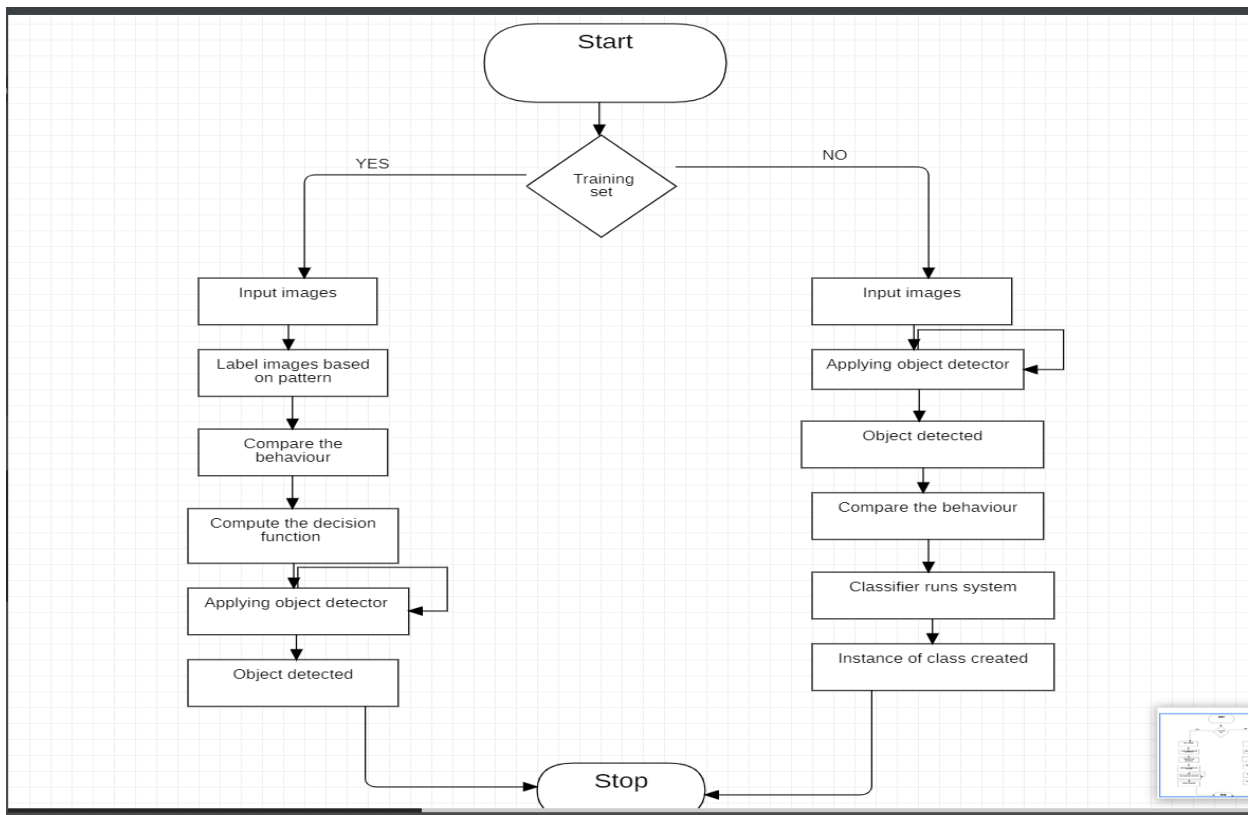 Start
Training
set
YES
NO
Input images
Label images based
on pattern
Compare the
behaviour
Compute the decision
function
Applying object detector
Object detected
Input images
Applying object detector
Object detected
Compare the behaviour
Classifier runs system
Instance of class created
Stop